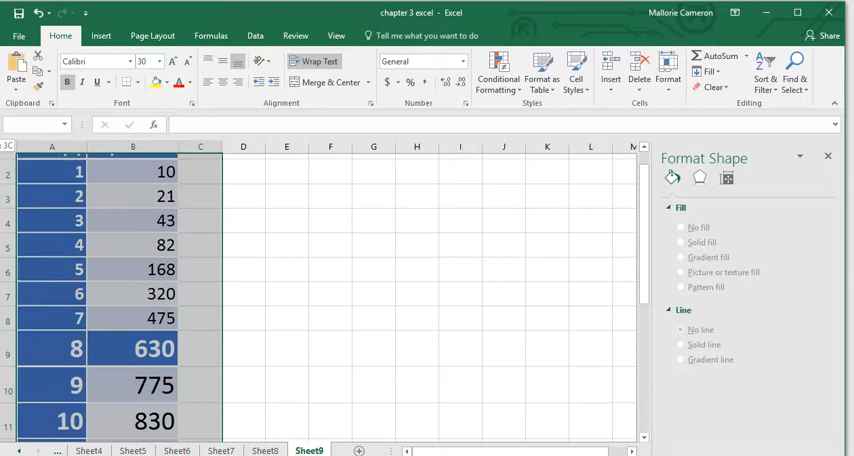 chapter 3 excel - Excel
Mallorie Cameron
File Home Insert Page Layout Formulas Data Review View Tell me what you want to do Share
Paste
Calibri 30 A A
B I U A
Wrap Text
Merge & Center
General
$ % ,
Conditional Formatting
Format as Table
Cell Styles
Insert Delete Format
AutoSum
Fill
Clear
Sort & Filter
Find & Select
Clipboard Font Alignment Number Styles Cells Editing
fx
x 3C A B C D E F G H I J K L M
2 1 10
3 2 21
4 3 43
5 4 82
6 5 168
7 6 320
8 7 475
9 8 630
10 9 775
11 10 830
... Sheet4 Sheet5 Sheet6 Sheet7 Sheet8 Sheet9
Format Shape
Fill
No fill
Solid fill
Gradient fill
Picture or texture fill
Pattern fill
Line
No line
Solid line
Gradient line